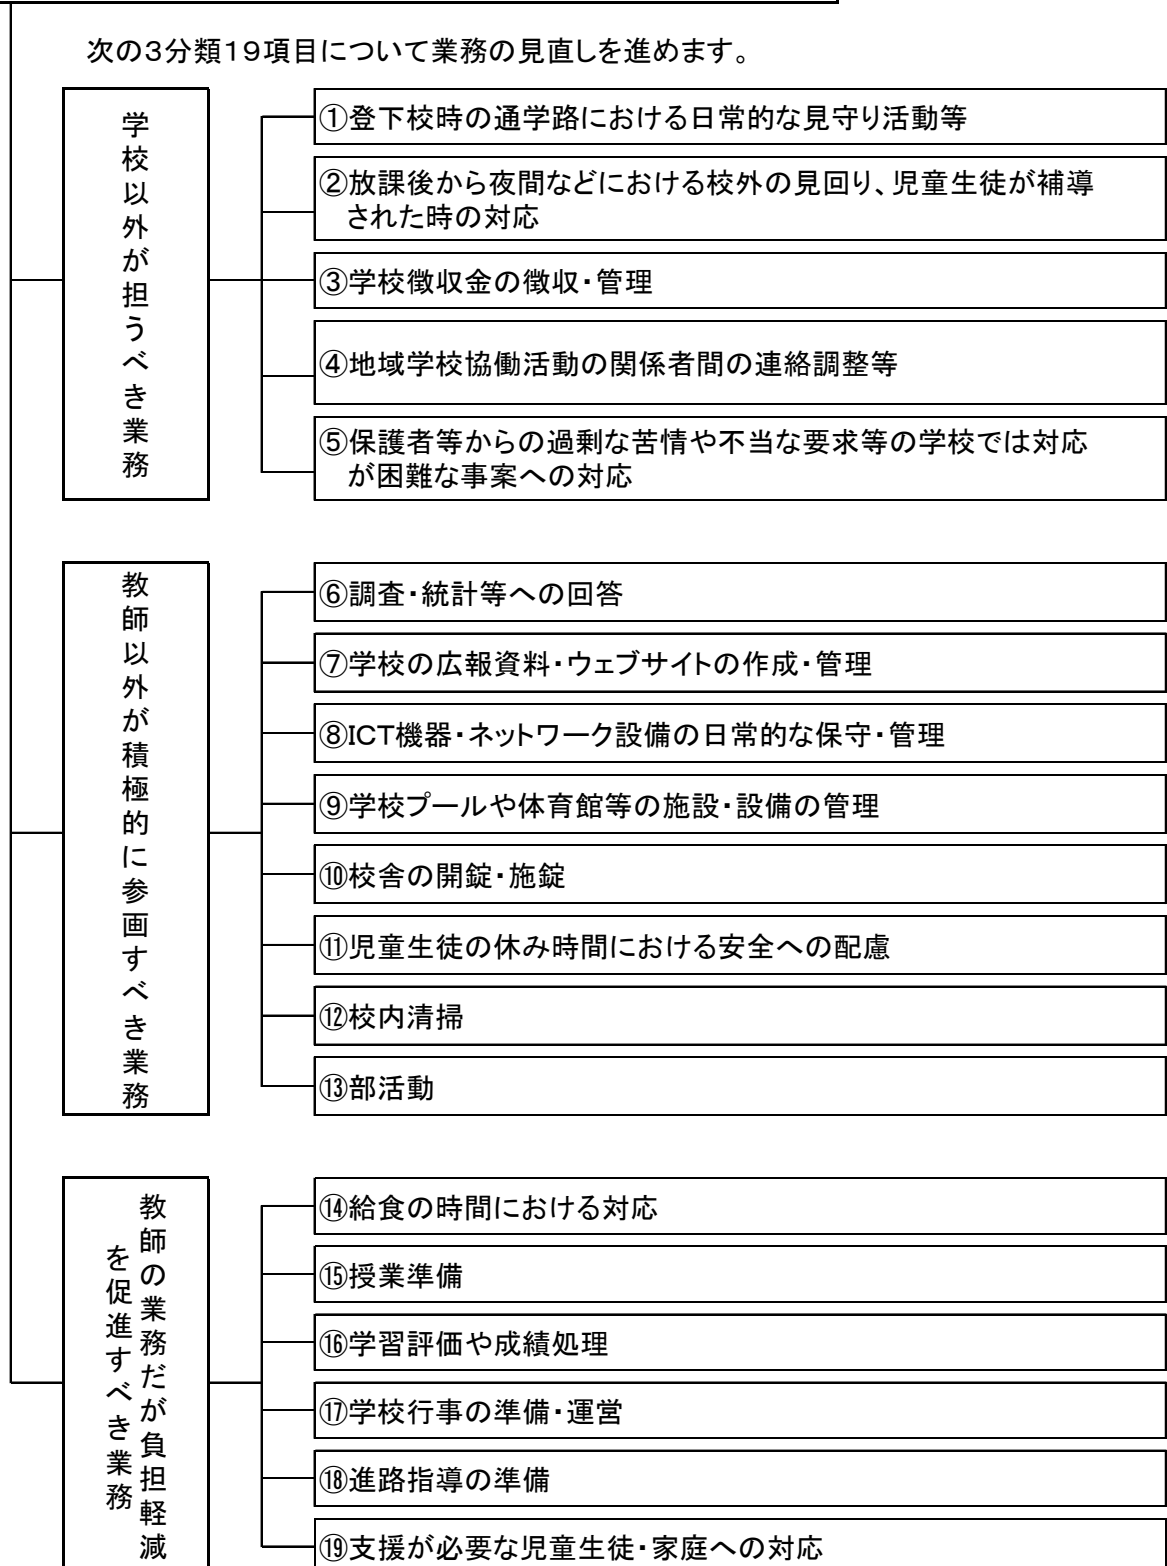 次の3分類19項目について業務の見直しを進めます。
学校以外が担うべき業務
①登下校時の通学路における日常的な見守り活動等
②放課後から夜間などにおける校外の見回り、児童生徒が補導
された時の対応
③学校徴収金の徴収・管理
④地域学校協働活動の関係者間の連絡調整等
⑤保護者等からの過剰な苦情や不当な要求等の学校では対応
が困難な事案への対応
教師以外が積極的に参画すべき業務
⑥調査・統計等への回答
⑦学校の広報資料・ウェブサイトの作成・管理
⑧ICT機器・ネットワーク設備の日常的な保守・管理
⑨学校プールや体育館等の施設・設備の管理
⑩校舎の開錠・施錠
⑪児童生徒の休み時間における安全への配慮
⑫校内清掃
⑬部活動
教師の業務だが負担軽減
を促進すべき業務
⑭給食の時間における対応
⑮授業準備
⑯学習評価や成績処理
⑰学校行事の準備・運営
⑱進路指導の準備
⑲支援が必要な児童生徒・家庭への対応